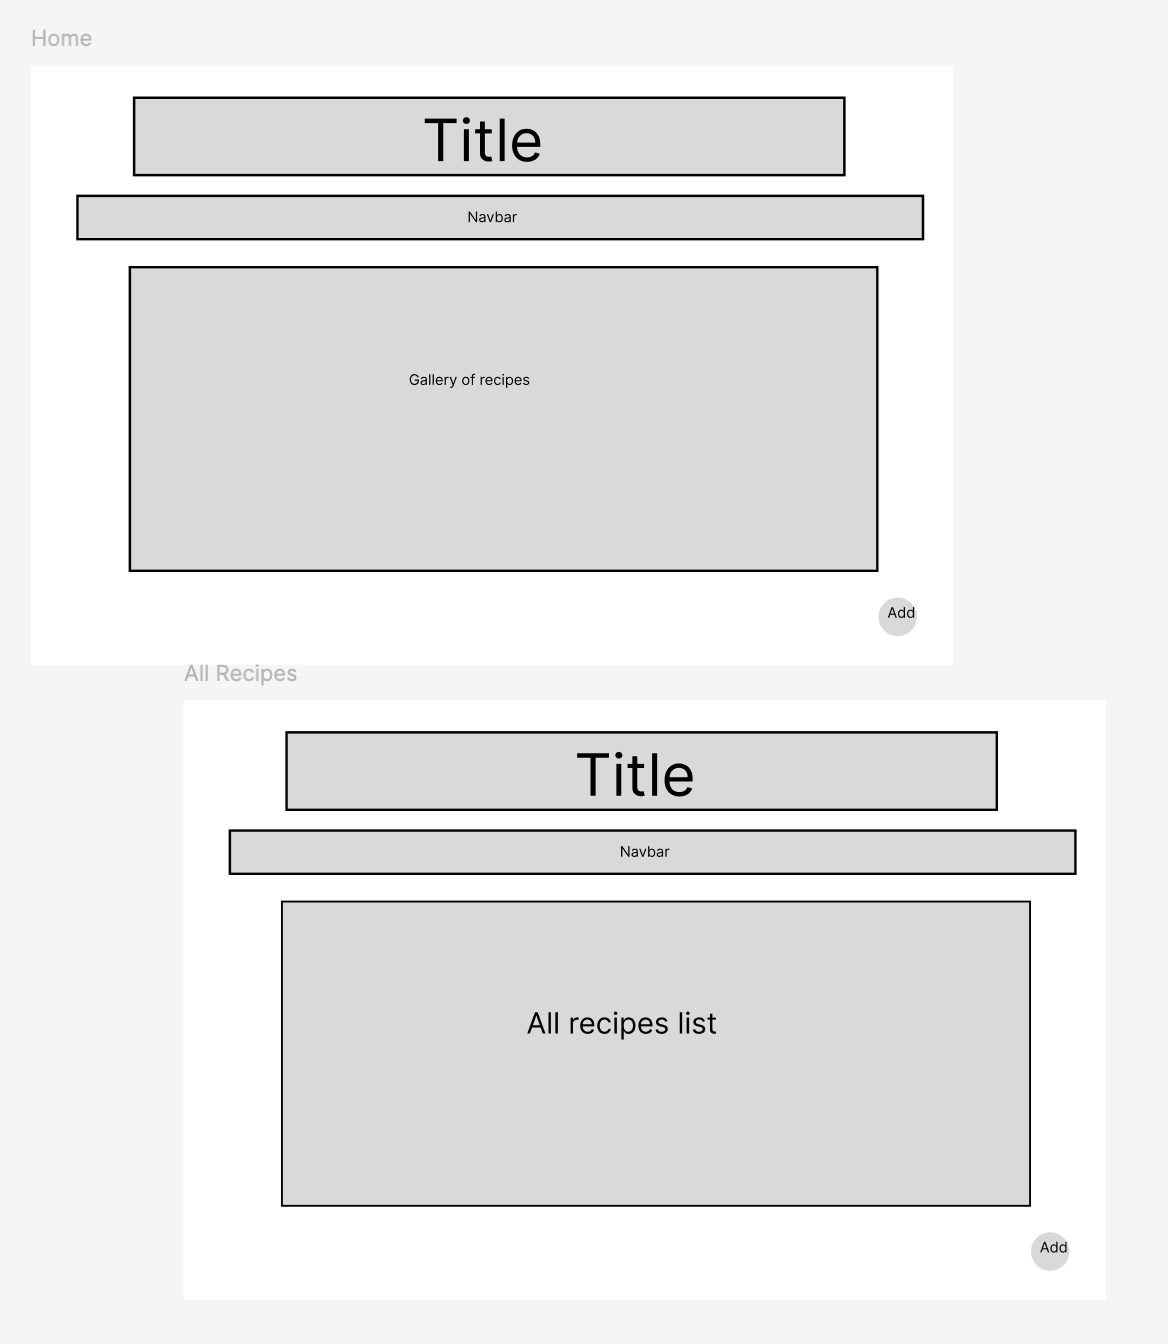 Home
Title
Navbar
Gallery of recipes
Add
All Recipes
Title
Navbar
All recipes list
Add